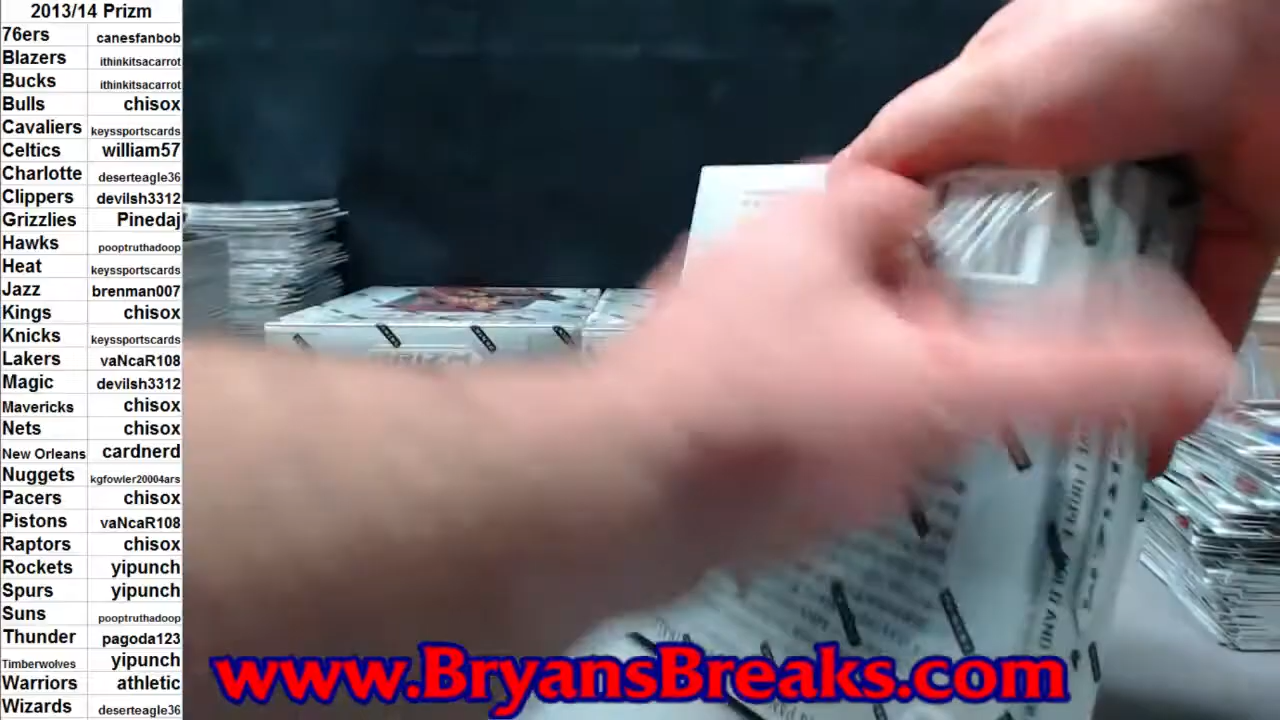 2013/14 Prizm
76ers canesfanbob
Blazers ithinkitsacarrot
Bucks ithinkitsacarrot
Bulls chisox
Cavaliers keyssportscards
Celtics william57
Charlotte deserteagle36
Clippers devilsh3312
Grizzlies Pinedaj
Hawks pooptruthadoop
Heat keyssportscards
Jazz brenman007
Kings chisox
Knicks keyssportscards
Lakers vaNcaR108
Magic devilsh3312
Mavericks chisox
Nets chisox
New Orleans cardnerd
Nuggets kgfowler20004ars
Pacers chisox
Pistons vaNcaR108
Raptors chisox
Rockets yipunch
Spurs yipunch
Suns pooptruthadoop
Thunder pagoda123
Timberwolves yipunch
Warriors athletic
Wizards deserteagle36
www.BryansBreaks.com